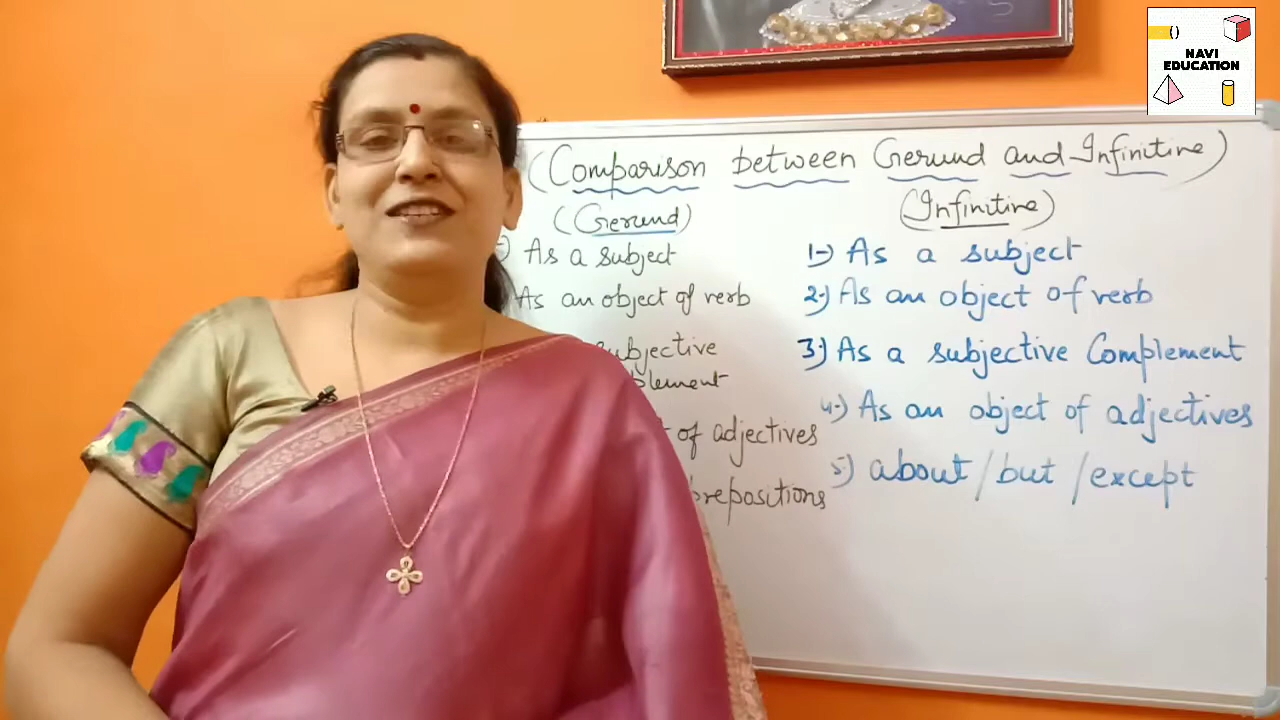 ()
NAVI
EDUCATION
(Comparison between Gerund and Infinitive)
(Gerund)
As a subject
As an object of verb
subjective
of adjectives
prepositions
(Infinitive)
1-) As a subject
2-) As an object of verb
3-) As a subjective Complement
4-) As an object of adjectives
5-) about/but/except